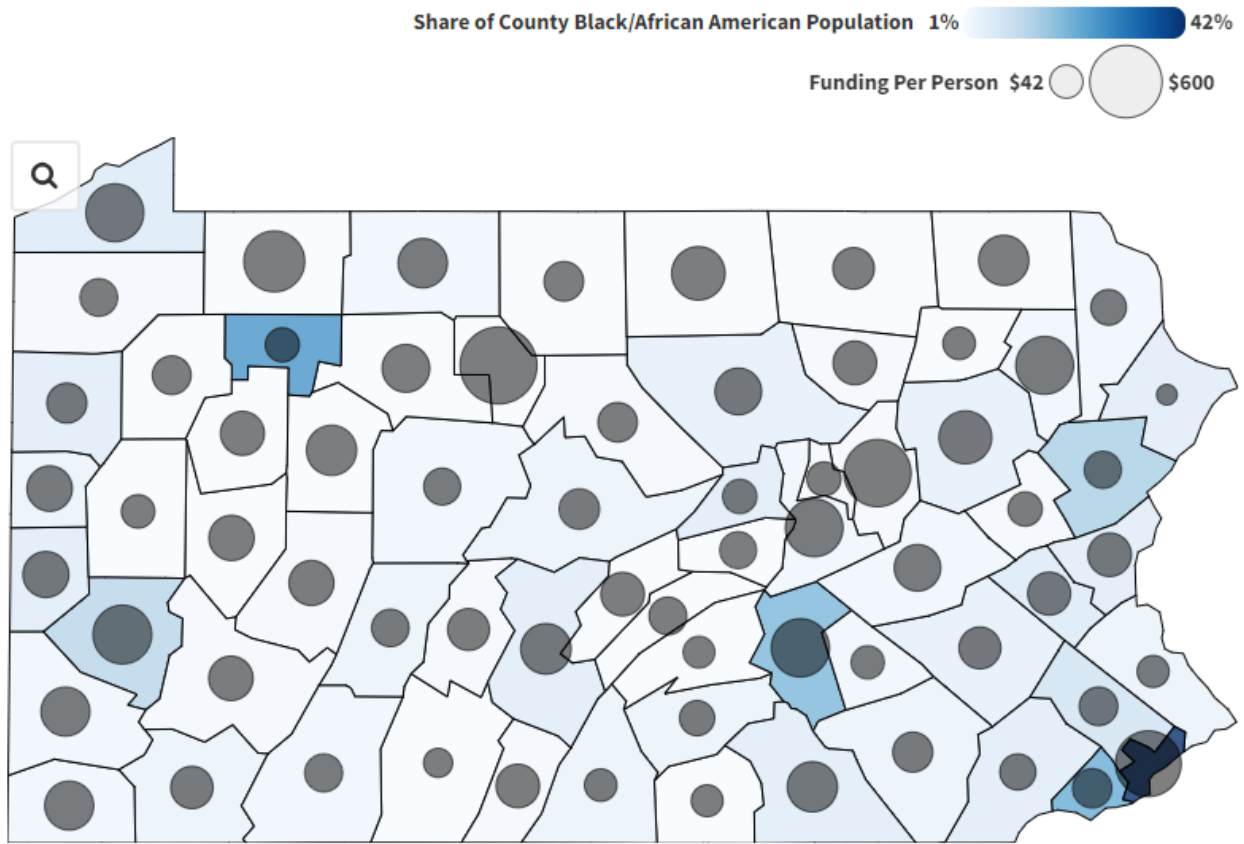 Share of County Black/African American Population 1% 42%
Funding Per Person $42 $600